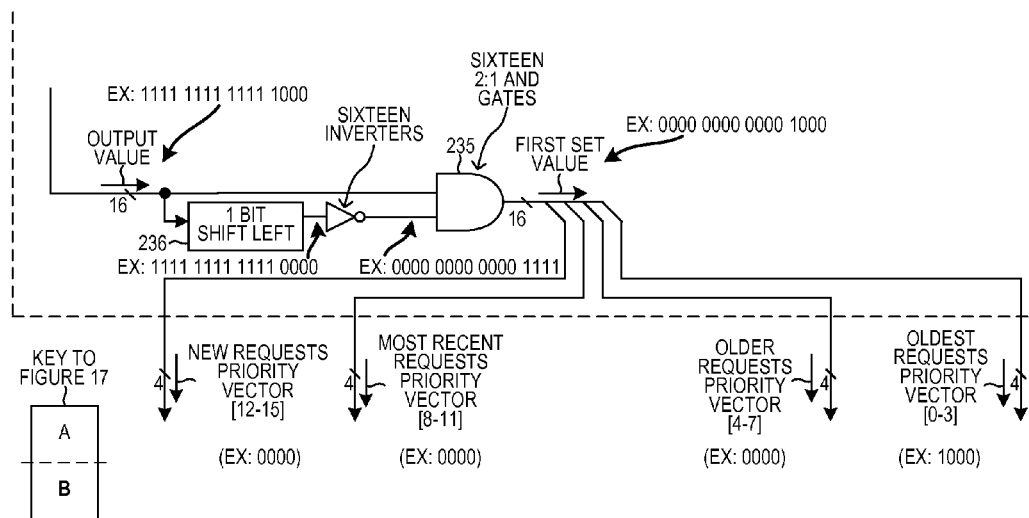 SIXTEEN
2:1 AND
GATES
EX: 1111 1111 1111 1000
SIXTEEN
INVERTERS
EX: 0000 0000 0000 1000
OUTPUT
VALUE
235
FIRST SET
VALUE
16
16
1 BIT
SHIFT LEFT
236
EX: 1111 1111 1111 0000
EX: 0000 0000 0000 1111
KEY TO
FIGURE 17
A
B
4
NEW REQUESTS
PRIORITY
VECTOR
[12-15]
(EX: 0000)
4
MOST RECENT
REQUESTS
PRIORITY
VECTOR
[8-11]
(EX: 0000)
OLDER
REQUESTS
PRIORITY
VECTOR
[4-7]
4
(EX: 0000)
OLDEST
REQUESTS
PRIORITY
VECTOR
[0-3]
4
(EX: 1000)